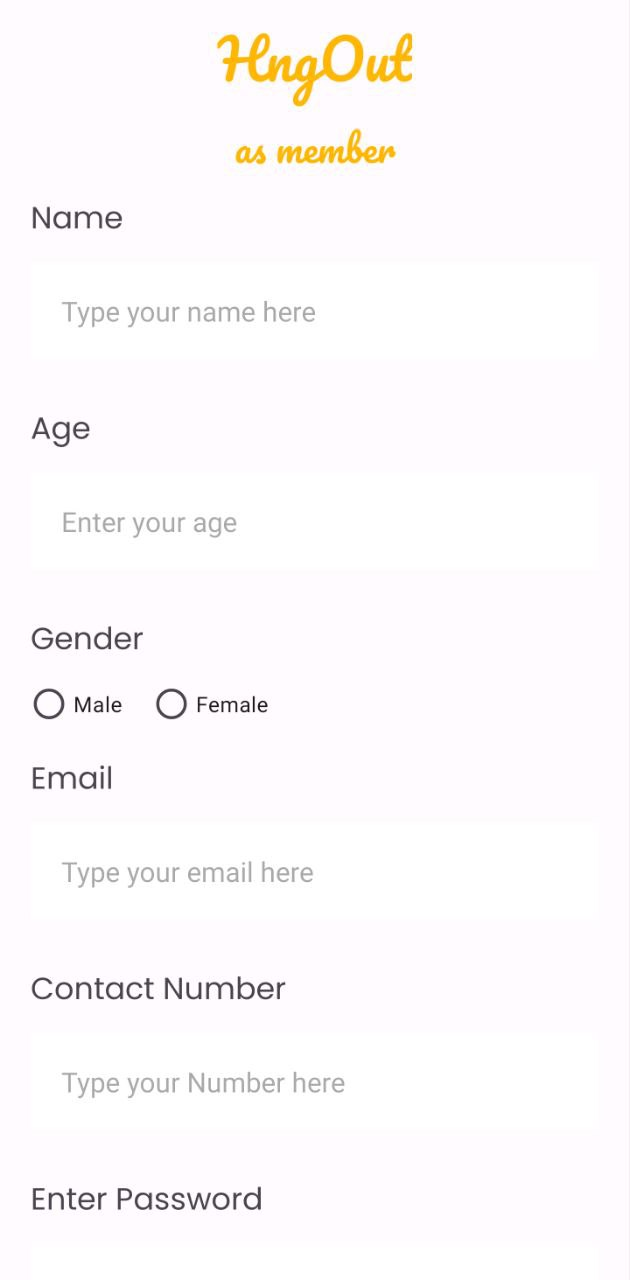 HngOut
as member
Name
Type your name here
Age
Enter your age
Gender
Male Female
Email
Type your email here
Contact Number
Type your Number here
Enter Password